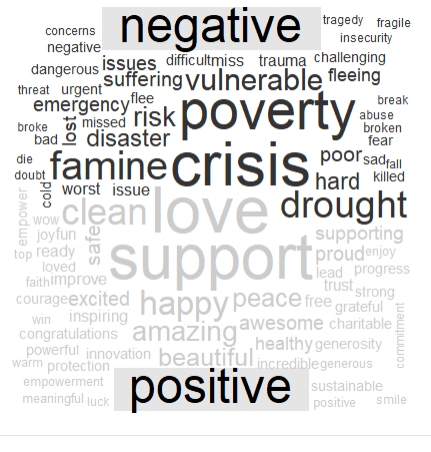 negative
tragedy fragile
concerns insecurity
negative issues difficult miss trauma challenging
dangerous suffering vulnerable fleeing
threat urgent flee
emergency risk poverty break
abuse
broke lost missed broken
bad disaster fear
die famine crisis poor sad fall
doubt killed
cold worst issue hard
drought
empower wow clean love
joyfun safe supporting
top ready support proud enjoy
loved lead progress
faith improve trust strong
courage excited happy peace free grateful
win inspiring commitment
congratulations amazing awesome charitable
powerful innovation beautiful healthy generosity
warm protection incredible generous
empowerment positive sustainable
meaningful luck positive smile